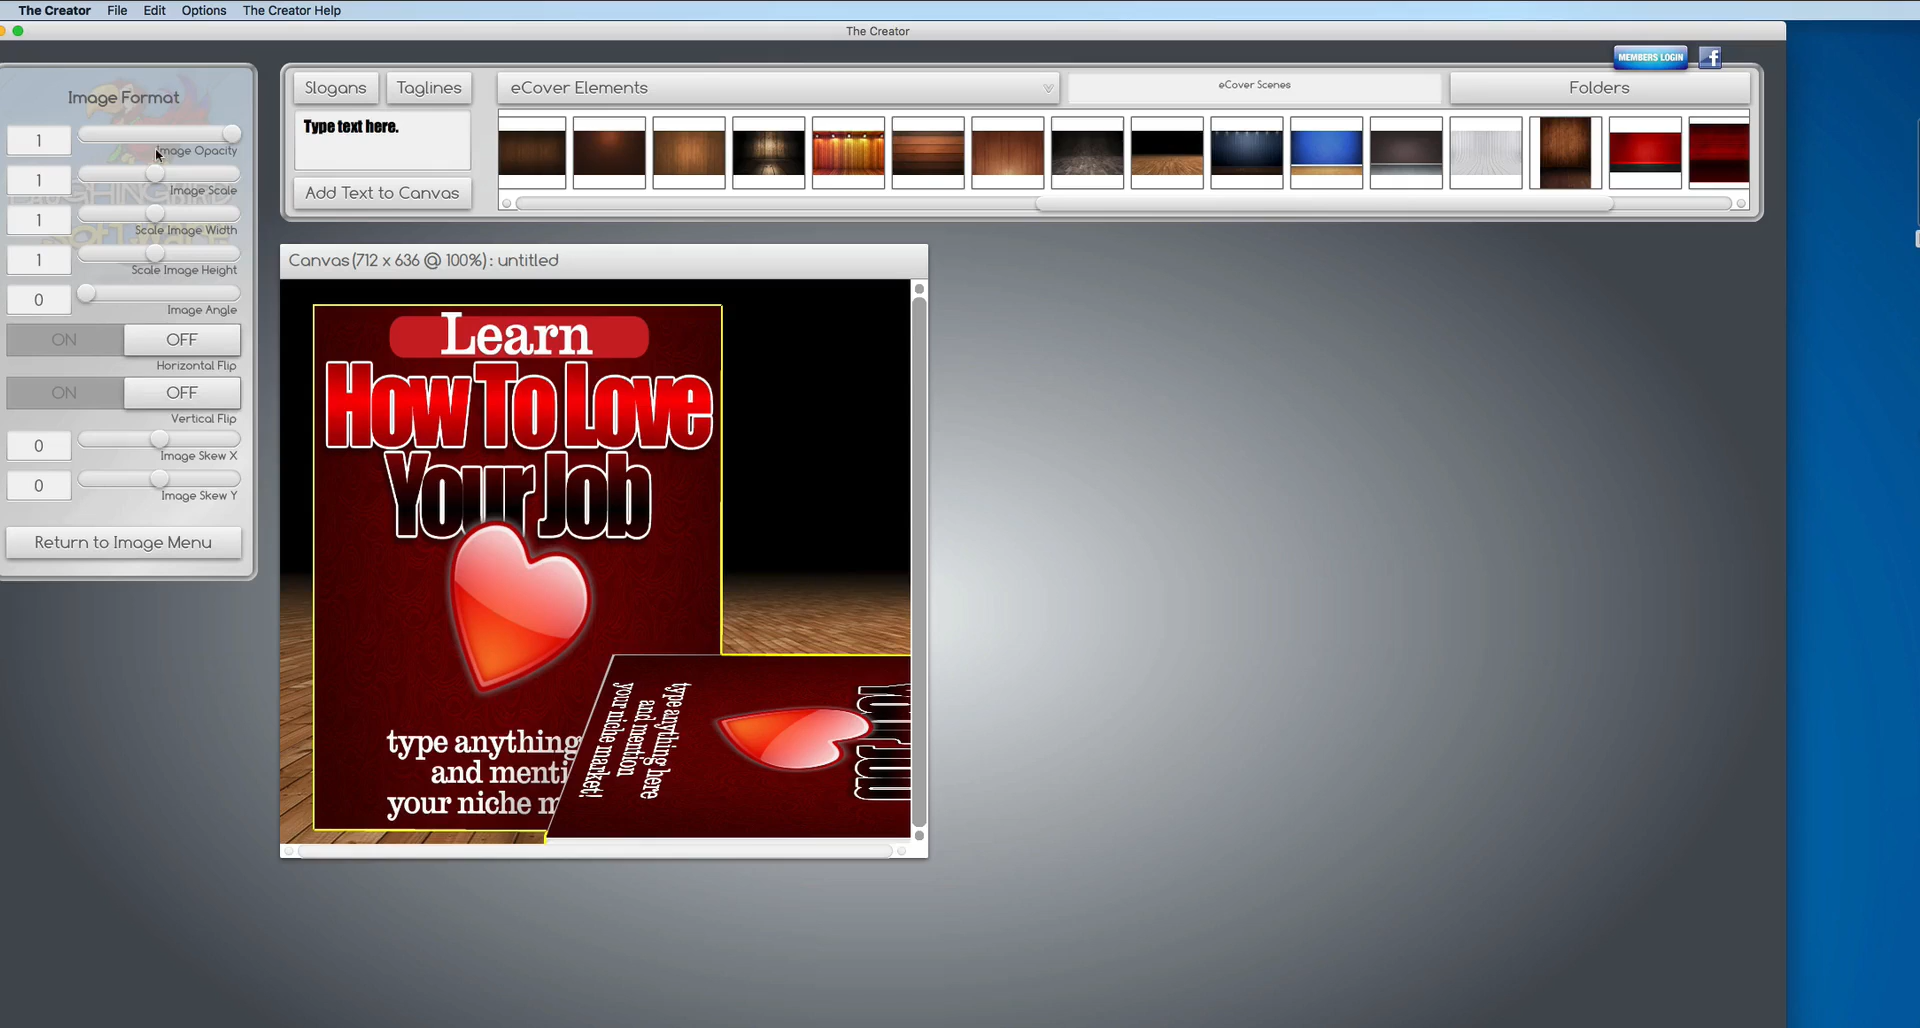 The Creator File Edit Options The Creator Help
The Creator
MEMBERS LOGIN f
Image Format
1
Image Opacity
1
Image Scale
1
Scale Image Width
1
Scale Image Height
0
Image Angle
ON OFF
Horizontal Flip
ON OFF
Vertical Flip
0
Image Skew X
0
Image Skew Y
Return to Image Menu
Slogans Taglines eCover Elements eCover Scenes Folders
Type text here.
Add Text to Canvas
Canvas (712 x 636 @ 100%) : untitled
Learn
How To Love
Your Job
type anything
and menti
your niche m
type anything here
and mention
your niche market!